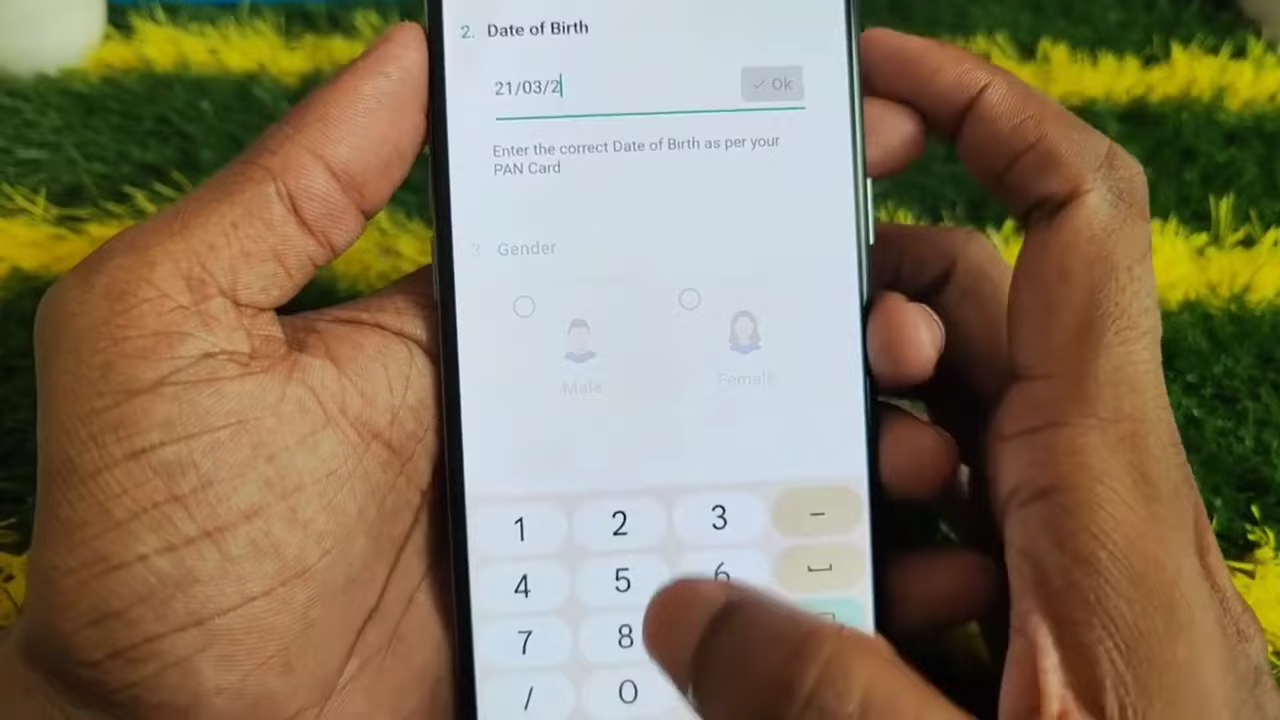 2. Date of Birth
21/03/2
✓ Ok
Enter the correct Date of Birth as per your
PAN Card
3 Gender
Male Female
1 2 3 -
4 5 6
7 8
/ 0